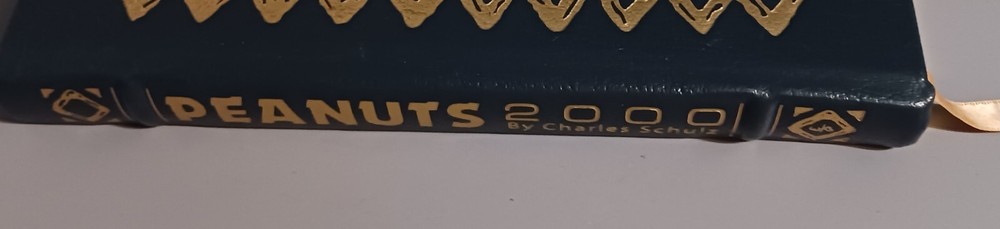 PEANUTS 2000
By Charles Schulz